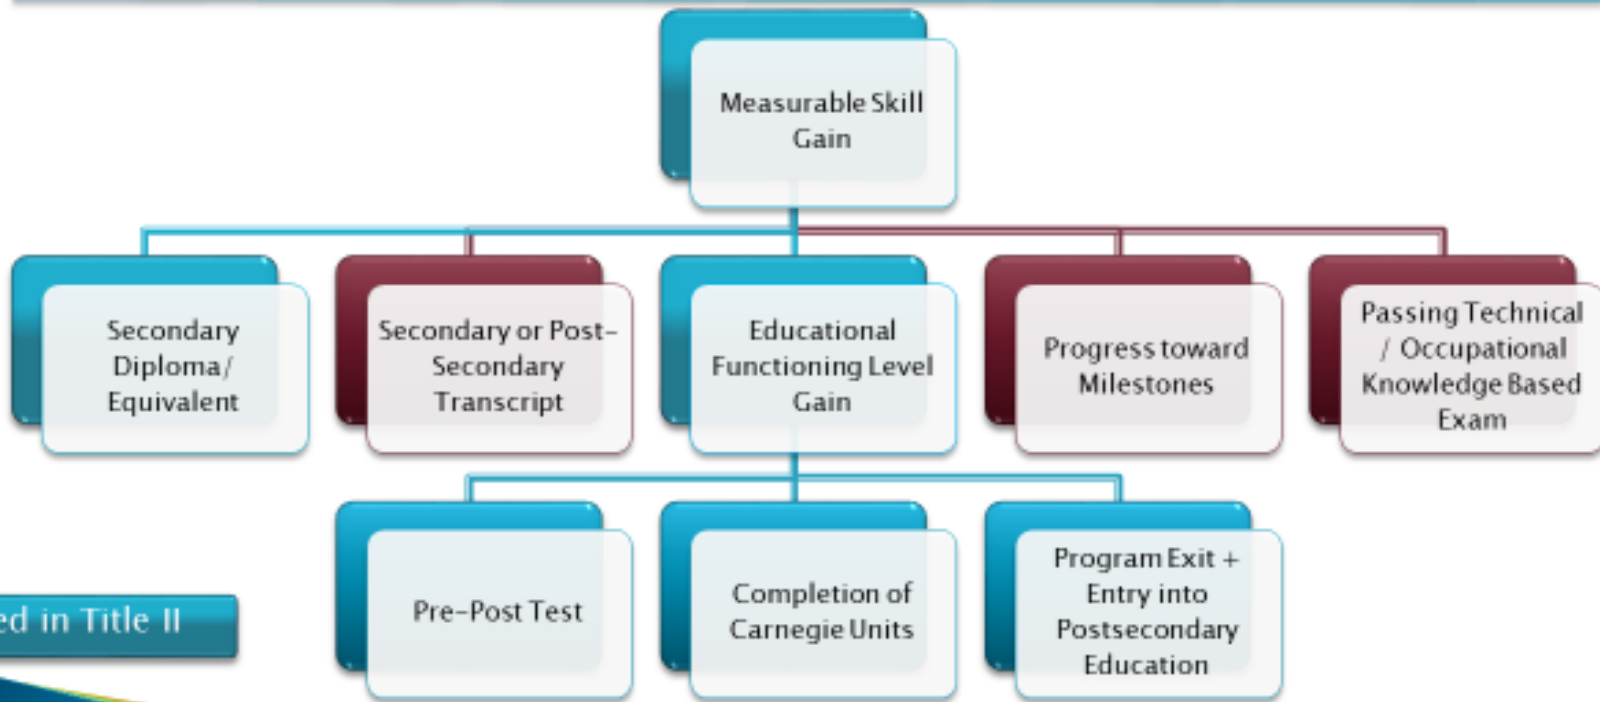 Measurable Skill
Gain
Secondary
Diploma/
Equivalent
Secondary or Post-
Secondary
Transcript
Educational
Functioning Level
Gain
Progress toward
Milestones
Passing Technical
/ Occupational
Knowledge Based
Exam
Pre-Post Test
Completion of
Carnegie Units
Program Exit +
Entry into
Postsecondary
Education
ed in Title II